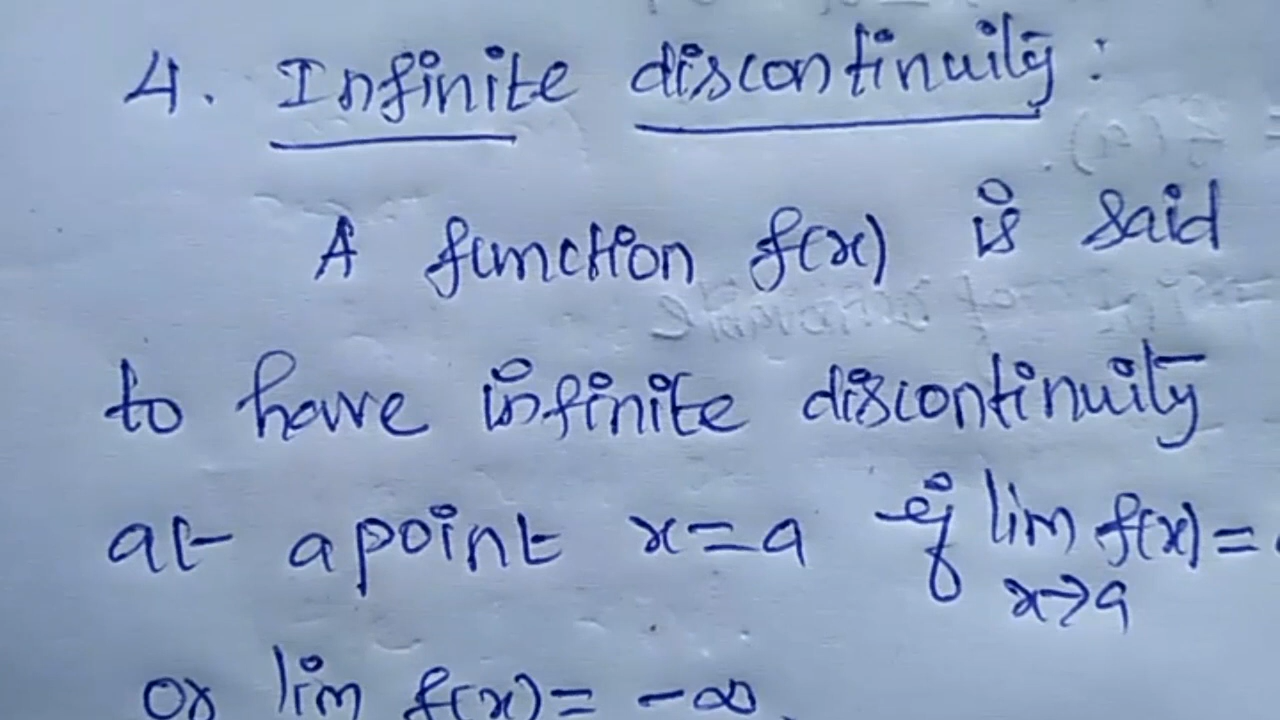 4. Infinite discontinuity:
A function f(x) is said
to have infinite discontinuity
at a point x=a if lim f(x)=
x→a
or lim f(x)= -∞.